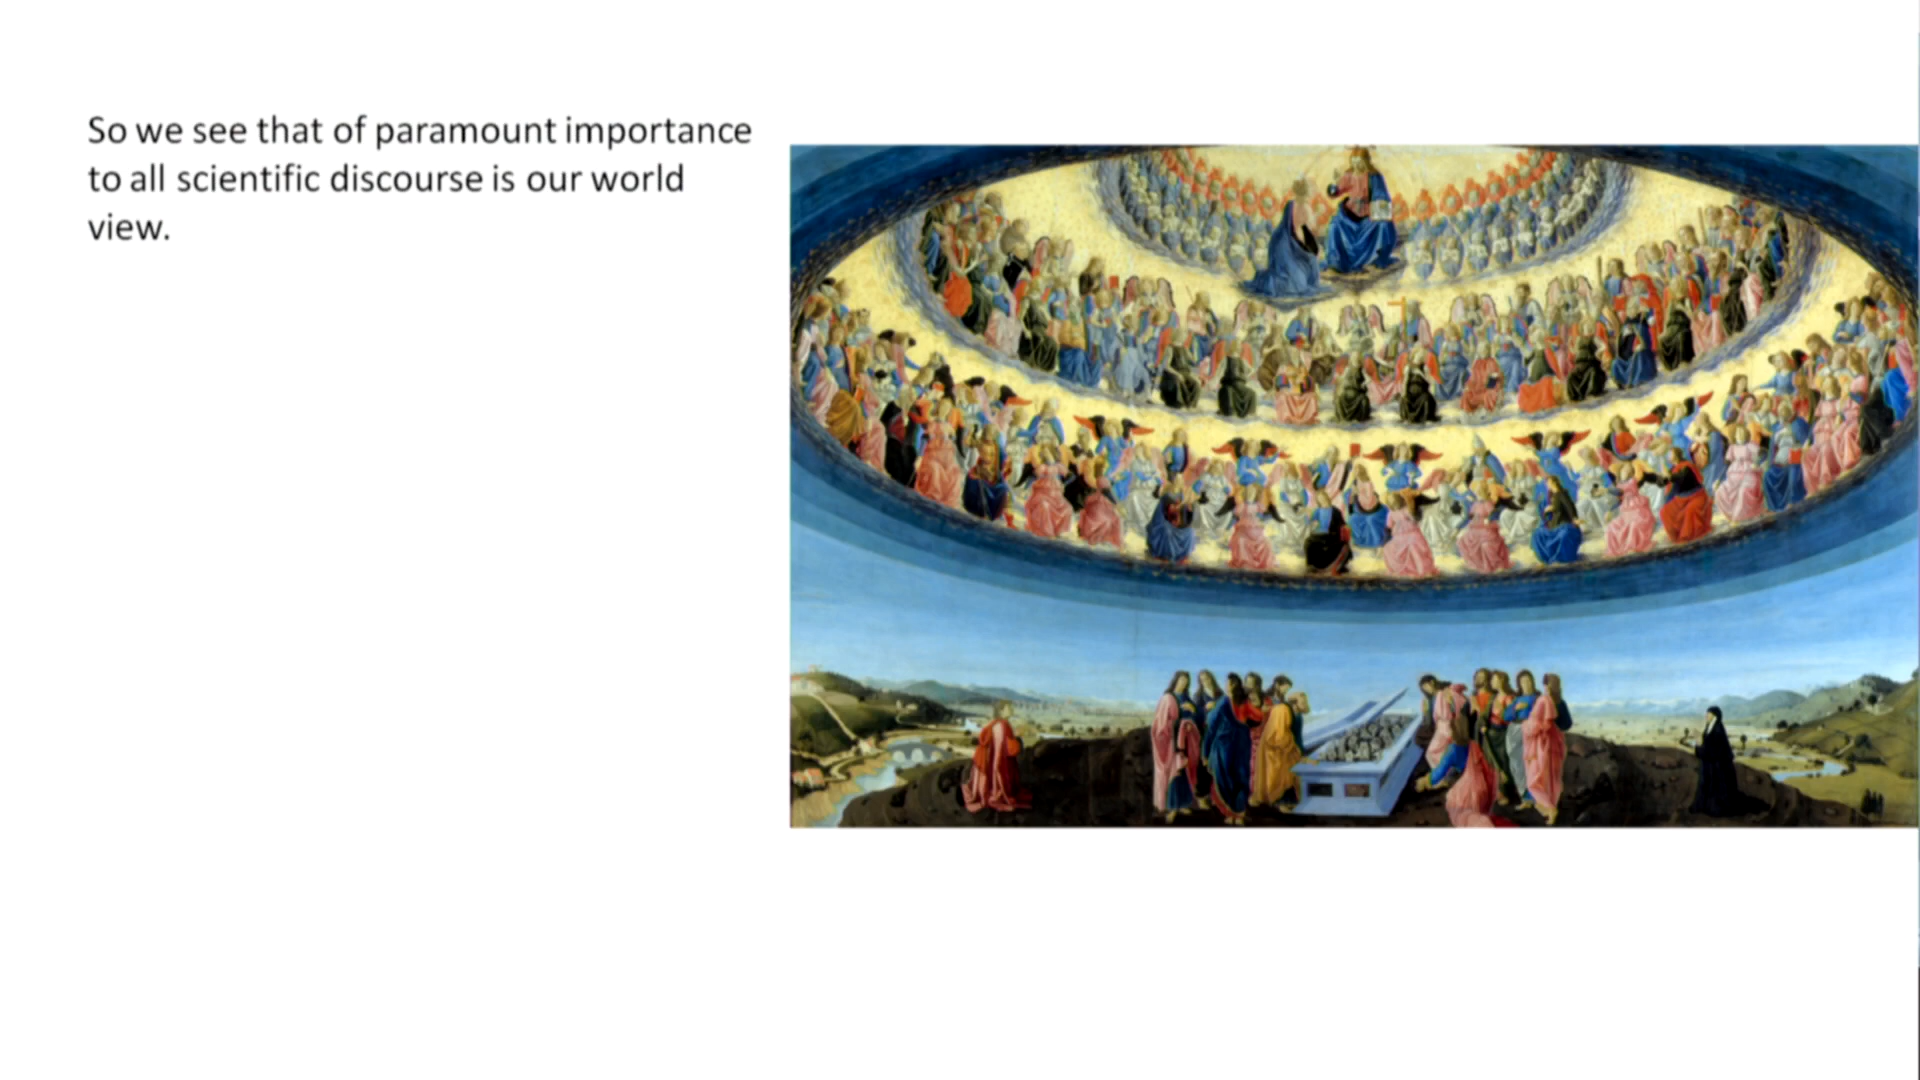 So we see that of paramount importance
to all scientific discourse is our world
view.